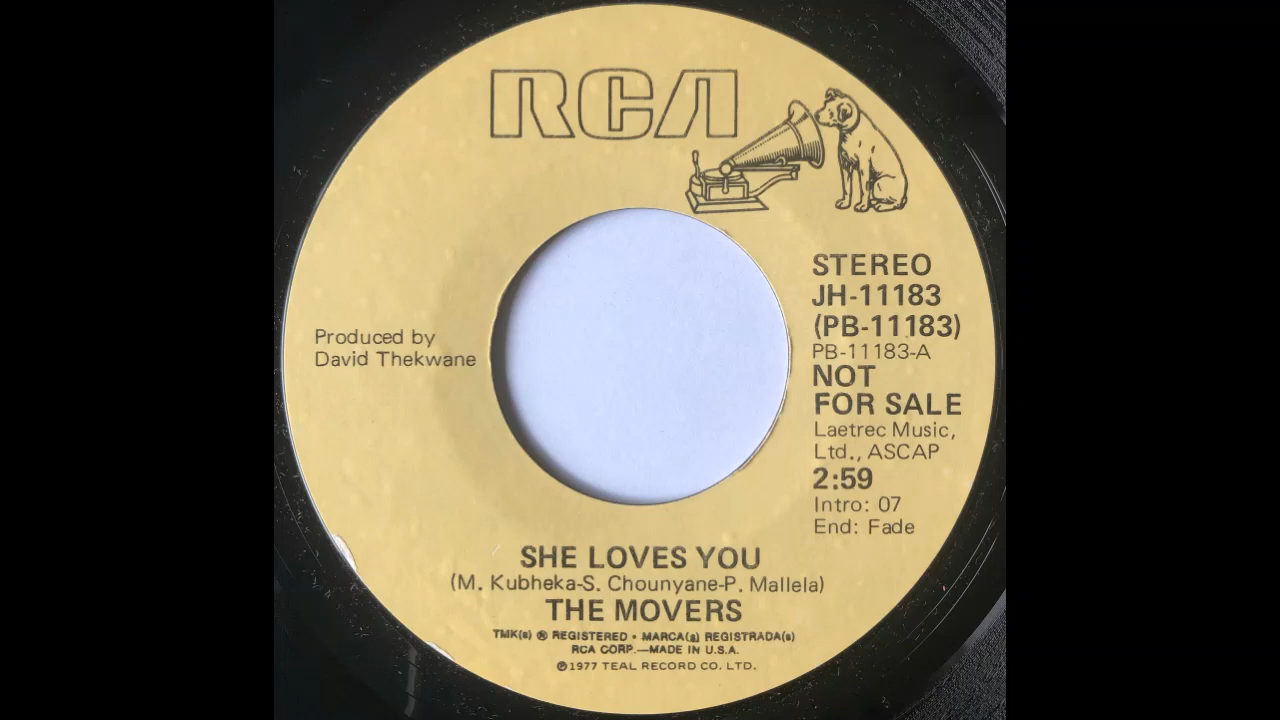 RCA
STEREO
JH-11183
(PB-11183)
PB-11183-A
NOT
FOR SALE
Laetrec Music,
Ltd., ASCAP
2:59
Intro: 07
End: Fade
Produced by
David Thekwane
SHE LOVES YOU
(M. Kubheka-S. Chounyane-P. Mallela)
THE MOVERS
TMK(s) ® REGISTERED • MARCA(s) REGISTRADA(s)
RCA CORP.—MADE IN U.S.A.
℗1977 TEAL RECORD CO. LTD.